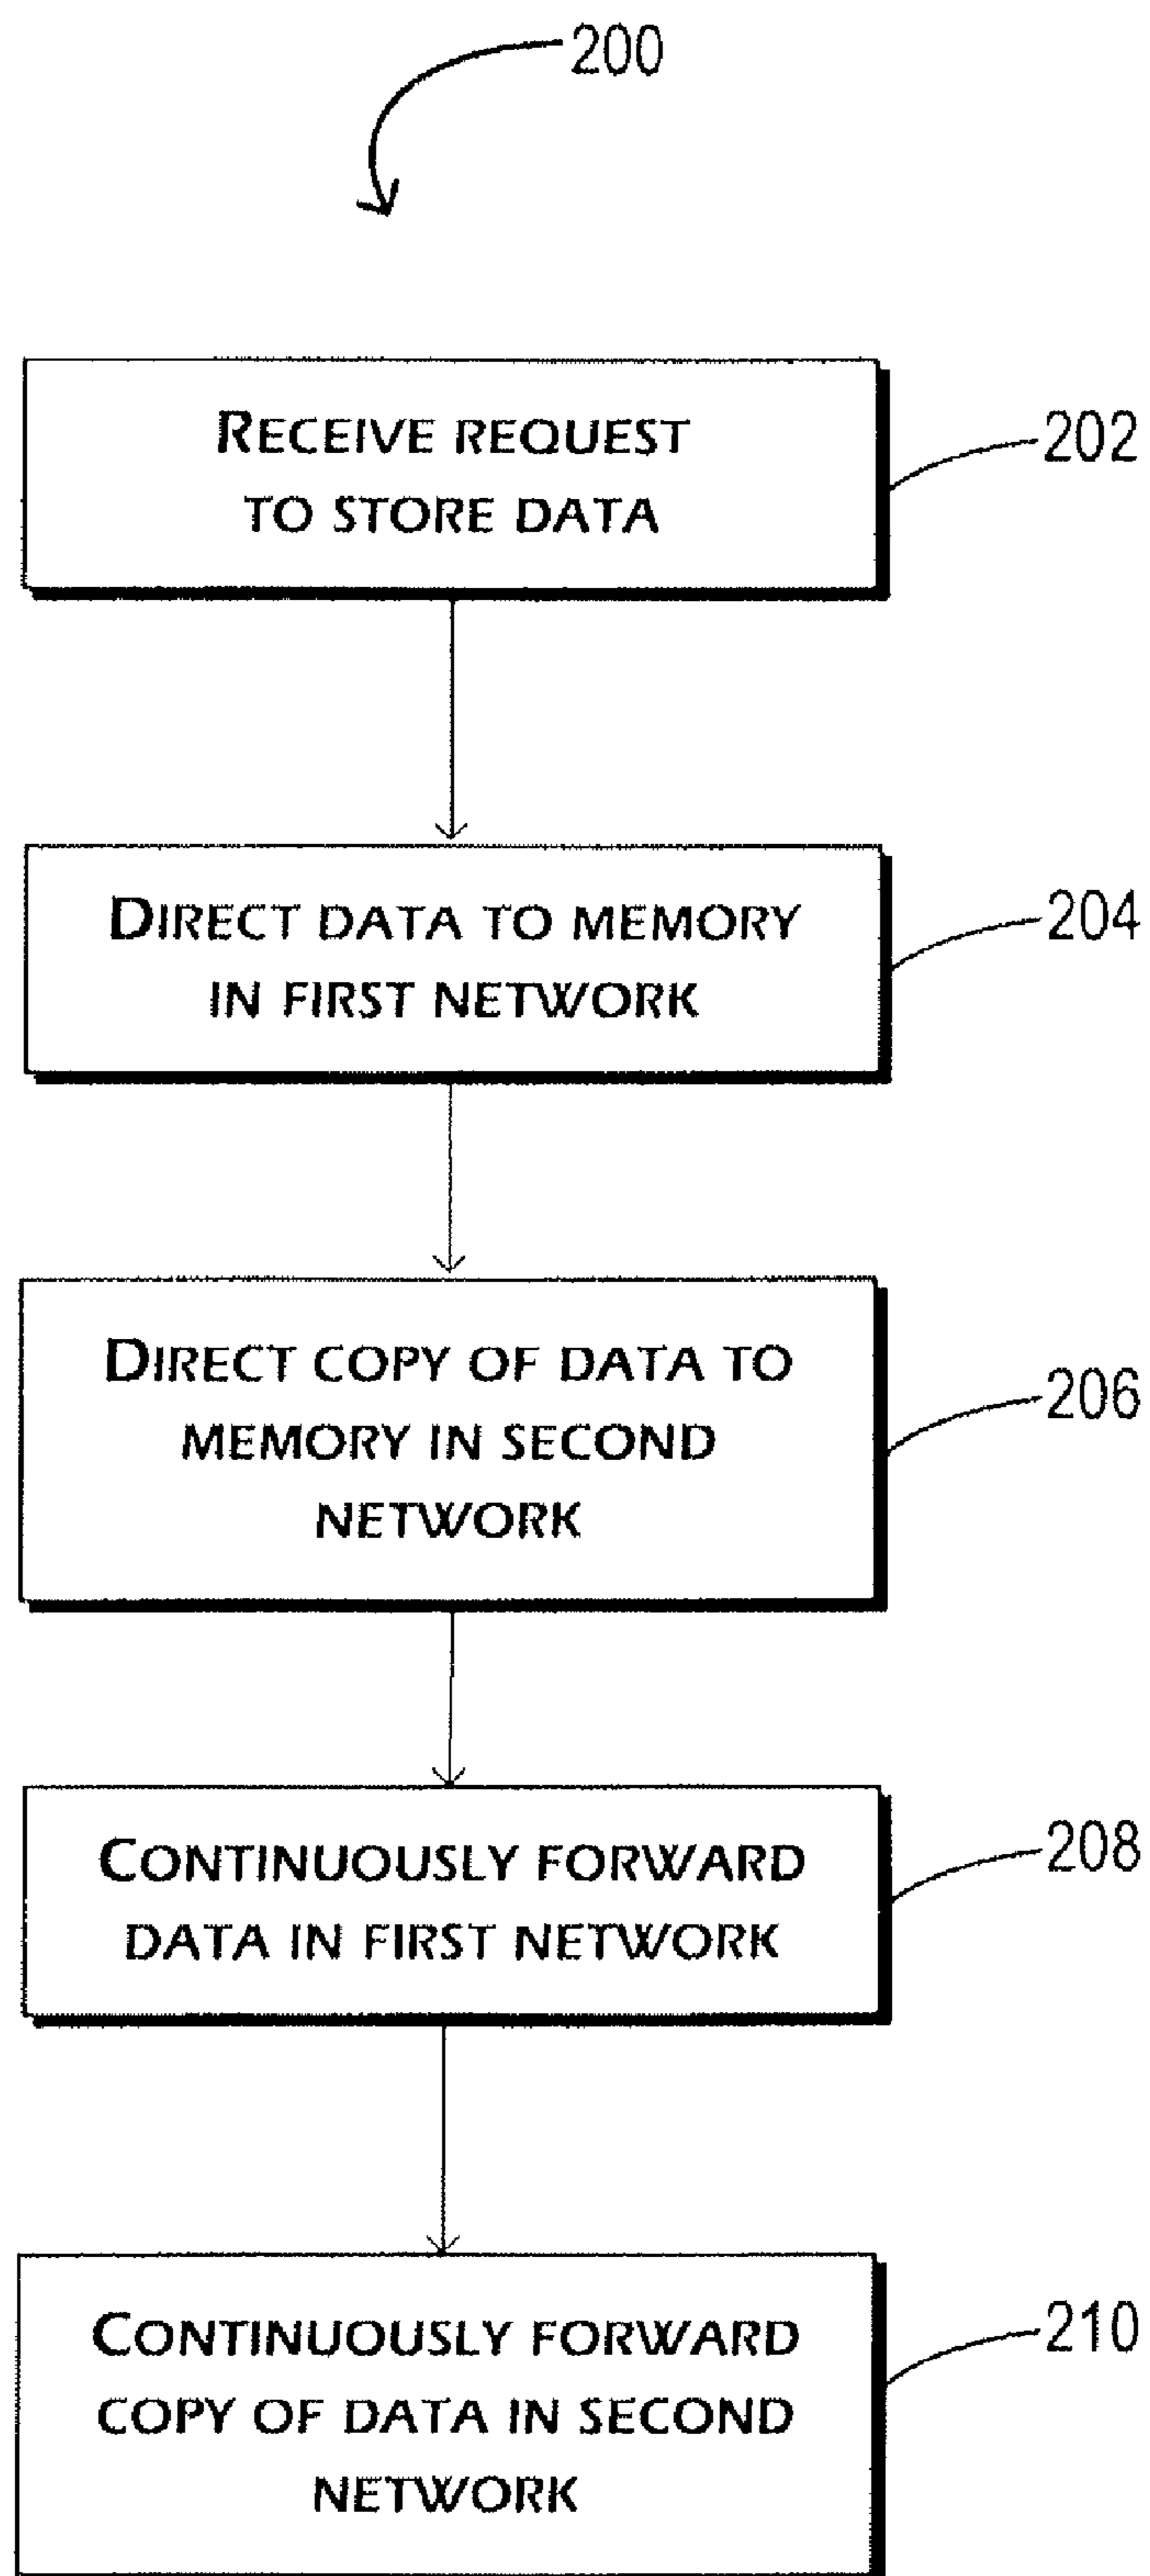 200
RECEIVE REQUEST
TO STORE DATA
202
DIRECT DATA TO MEMORY
IN FIRST NETWORK
204
DIRECT COPY OF DATA TO
MEMORY IN SECOND
NETWORK
206
CONTINUOUSLY FORWARD
DATA IN FIRST NETWORK
208
CONTINUOUSLY FORWARD
COPY OF DATA IN SECOND
NETWORK
210